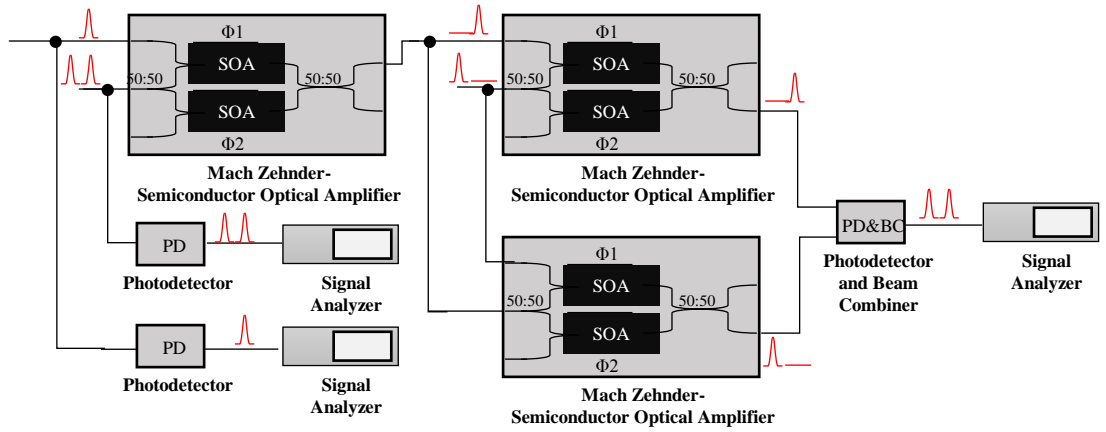 Φ1
SOA
50:50
50:50
SOA
Φ2
Mach Zehnder-
Semiconductor Optical Amplifier
Φ1
SOA
50:50
50:50
SOA
Φ2
Mach Zehnder-
Semiconductor Optical Amplifier
PD
Photodetector
Signal
Analyzer
PD
Photodetector
Signal
Analyzer
Φ1
SOA
50:50
50:50
SOA
Φ2
Mach Zehnder-
Semiconductor Optical Amplifier
PD&BC
Photodetector
and Beam
Combiner
Signal
Analyzer